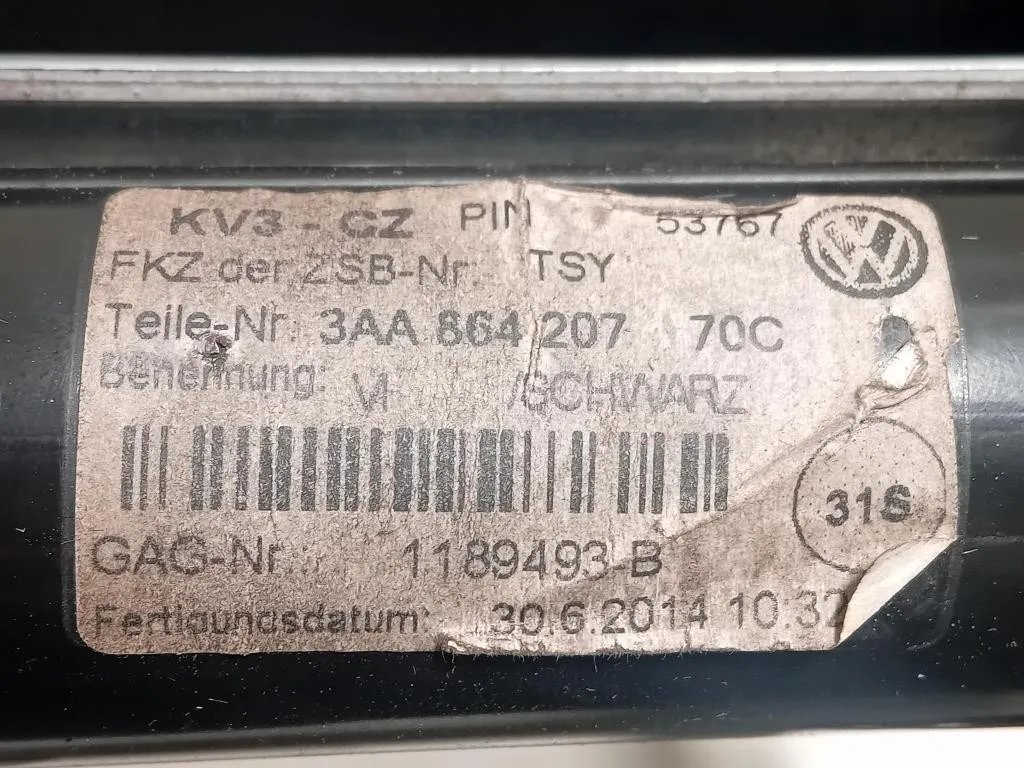 KV3 - CZ PIN 53767
FKZ der ZSB-Nr. TSY
Teile-Nr. 3AA 864 207 70C
Benennung: /SCHWARZ
31S
GAG-Nr. 1189493-B
Fertigungsdatum: 30.6.2014 10:32